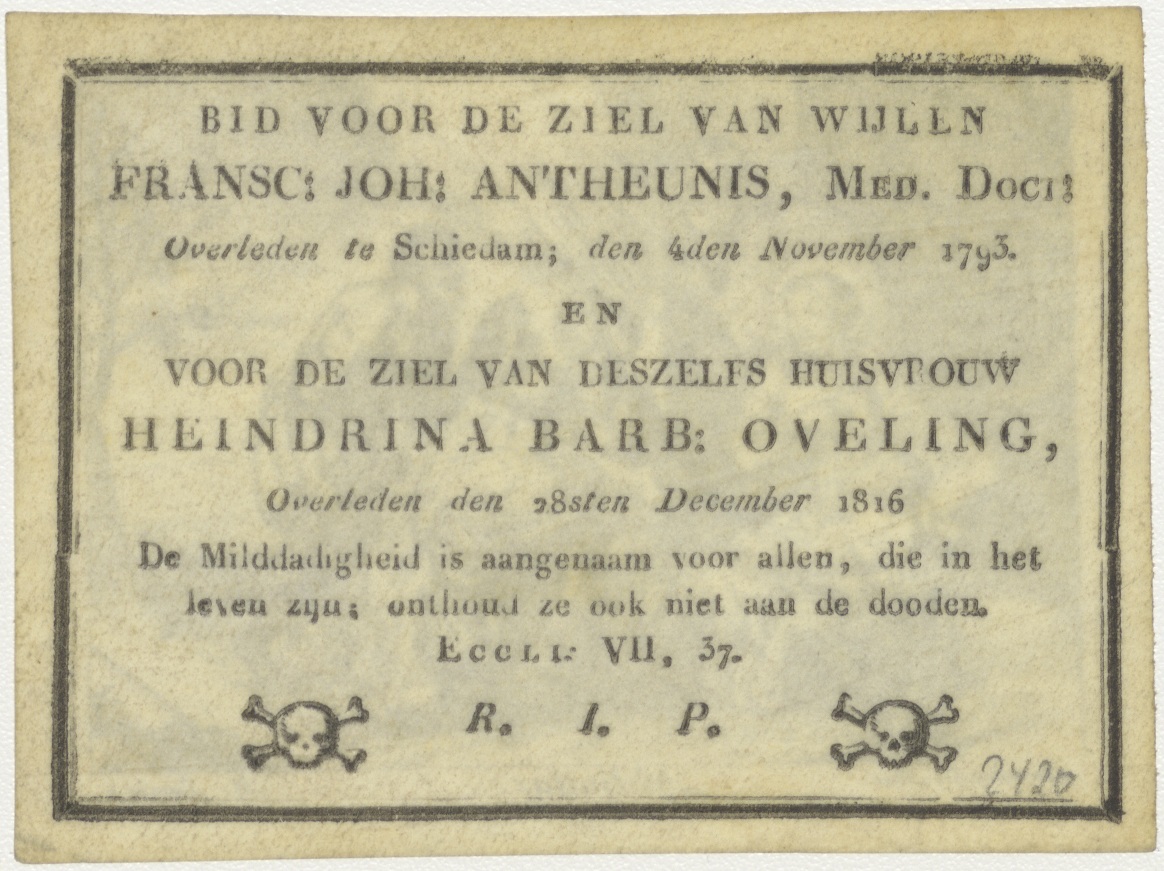 BID VOOR DE ZIEL VAN WIJLEN
FRANSC: JOH: ANTHEUNIS, MED. DOCT:
Overleden te Schiedam; den 4den November 1793.
EN
VOOR DE ZIEL VAN DESZELFS HUISVROUW
HEINDRINA BARB: OVELING,
Overleden den 28sten December 1816
De Milddadigheid is aangenaam voor allen, die in het
leven zijn; onthoud ze ook niet aan de dooden.
ECCLI: VII, 37.
R. I. P.
2420